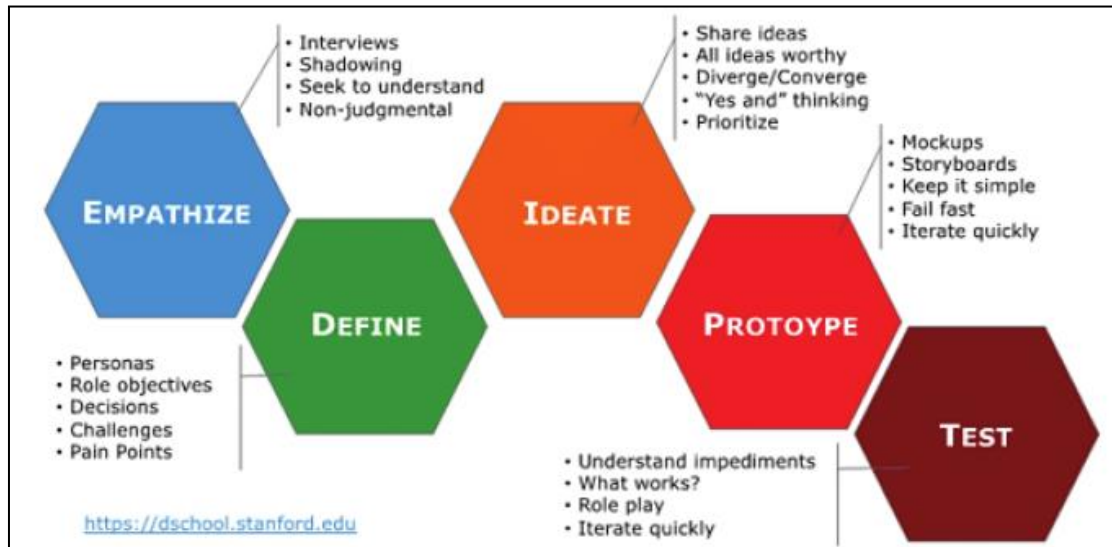 • Interviews
• Shadowing
• Seek to understand
• Non-judgmental
EMPATHIZE
• Personas
• Role objectives
• Decisions
• Challenges
• Pain Points
DEFINE
• Share ideas
• All ideas worthy
• Diverge/Converge
• “Yes and” thinking
• Prioritize
IDEATE
• Mockups
• Storyboards
• Keep it simple
• Fail fast
• Iterate quickly
PROTOYPE
• Understand impediments
• What works?
• Role play
• Iterate quickly
TEST
https://dschool.stanford.edu